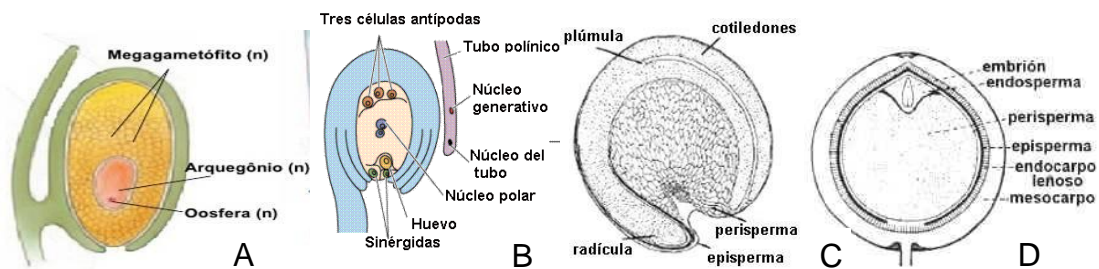 Megagametófito (n)
Arquegônio (n)
Oosfera (n)
A
Tres células antípodas
Tubo polínico
Núcleo
generativo
Núcleo del
tubo
Núcleo polar
Huevo
Sinérgidas
B
plúmula
cotiledones
perisperma
radícula
episperma
C
embrión
endosperma
perisperma
episperma
endocarpo
leñoso
mesocarpo
D